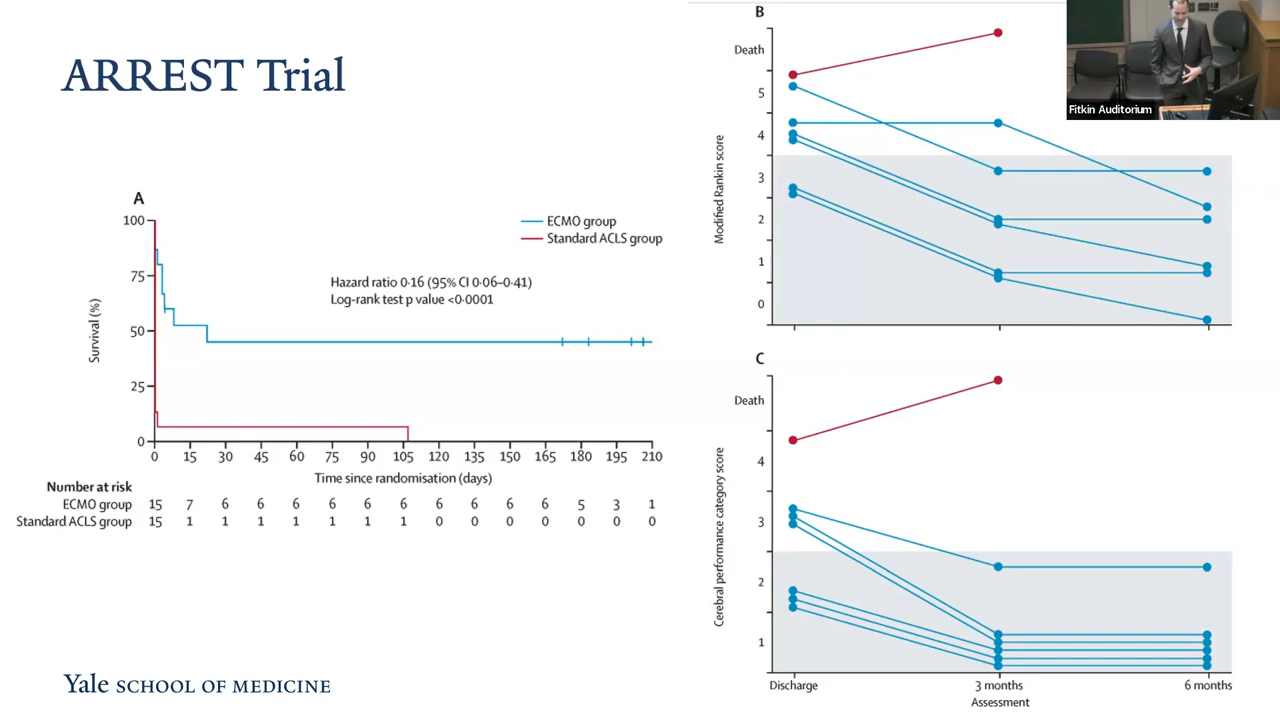 ARREST Trial
A
100
75
50
25
0
Survival (%)
ECMO group
Standard ACLS group
Hazard ratio 0·16 (95% CI 0·06–0·41)
Log-rank test p value <0·0001
0 15 30 45 60 75 90 105 120 135 150 165 180 195 210
Time since randomisation (days)
Number at risk
ECMO group 15 7 6 6 6 6 6 6 6 6 6 6 5 3 1
Standard ACLS group 15 1 1 1 1 1 1 1 0 0 0 0 0 0 0
Yale SCHOOL OF MEDICINE
B
Death
5
4
3
2
1
0
Modified Rankin score
C
Death
4
3
2
1
Cerebral performance category score
Discharge 3 months 6 months
Assessment
Fitkin Auditorium